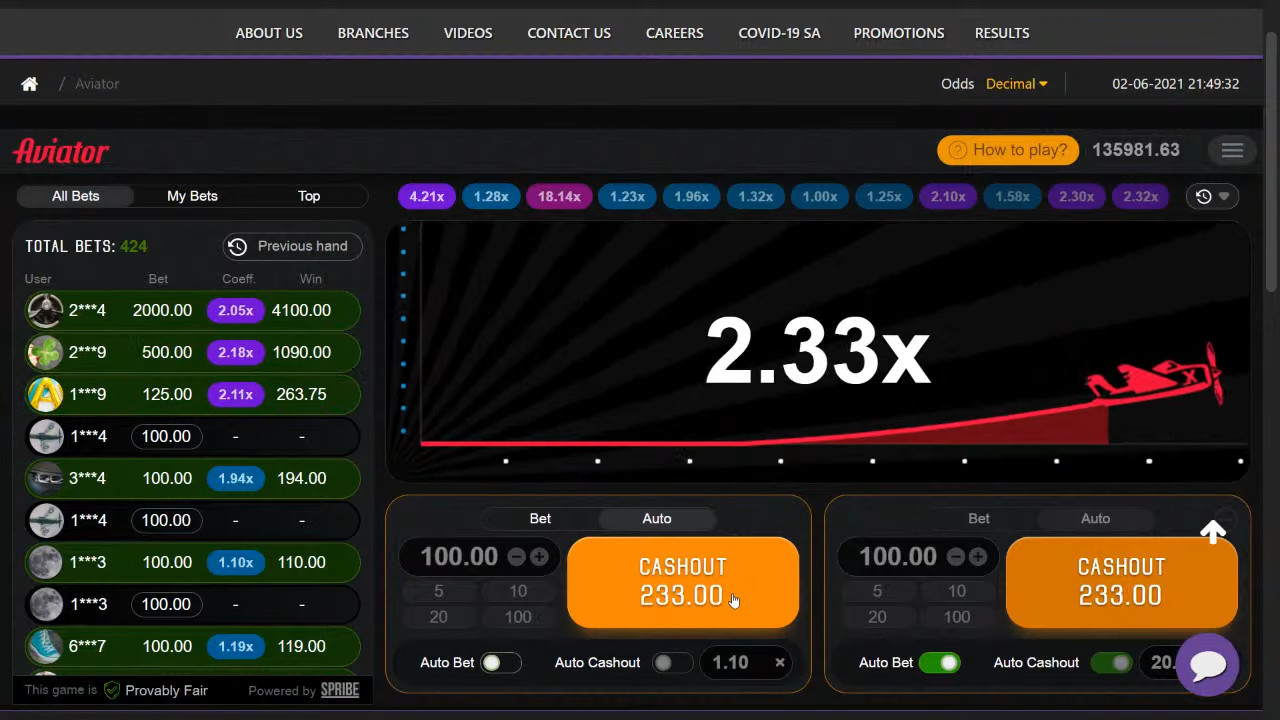 ABOUT US BRANCHES VIDEOS CONTACT US CAREERS COVID-19 SA PROMOTIONS RESULTS
/ Aviator Odds Decimal 02-06-2021 21:49:32
Aviator How to play? 135981.63
All Bets My Bets Top 4.21x 1.28x 18.14x 1.23x 1.96x 1.32x 1.00x 1.25x 2.10x 1.58x 2.30x 2.32x
TOTAL BETS: 424 Previous hand
User Bet Coeff. Win
2***4 2000.00 2.05x 4100.00
2***9 500.00 2.18x 1090.00
1***9 125.00 2.11x 263.75
1***4 100.00 - -
3***4 100.00 1.94x 194.00
1***4 100.00 - -
1***3 100.00 1.10x 110.00
1***3 100.00 - -
6***7 100.00 1.19x 119.00
This game is Provably Fair Powered by SPRIBE
2.33x
X
Bet Auto
100.00 − +
5 10
20 100
CASHOUT
233.00
Auto Bet Auto Cashout 1.10 ×
Bet Auto
100.00 − +
5 10
20 100
CASHOUT
233.00
Auto Bet Auto Cashout 20.